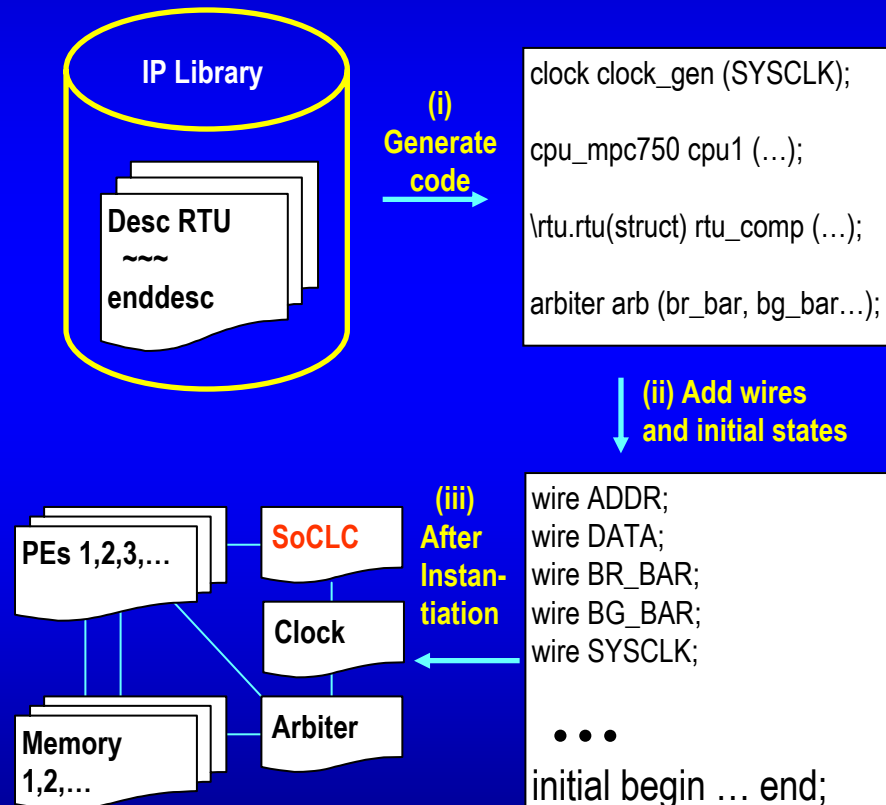 IP Library
Desc RTU
~~~
enddesc
(i)
Generate
code
clock clock_gen (SYSCLK);
cpu_mpc750 cpu1 (…);
\rtu.rtu(struct) rtu_comp (…);
arbiter arb (br_bar, bg_bar…);
(ii) Add wires
and initial states
wire ADDR;
wire DATA;
wire BR_BAR;
wire BG_BAR;
wire SYSCLK;
•••
initial begin … end;
(iii)
After
Instan-
tiation
PEs 1,2,3,…
SoCLC
Clock
Arbiter
Memory
1,2,…